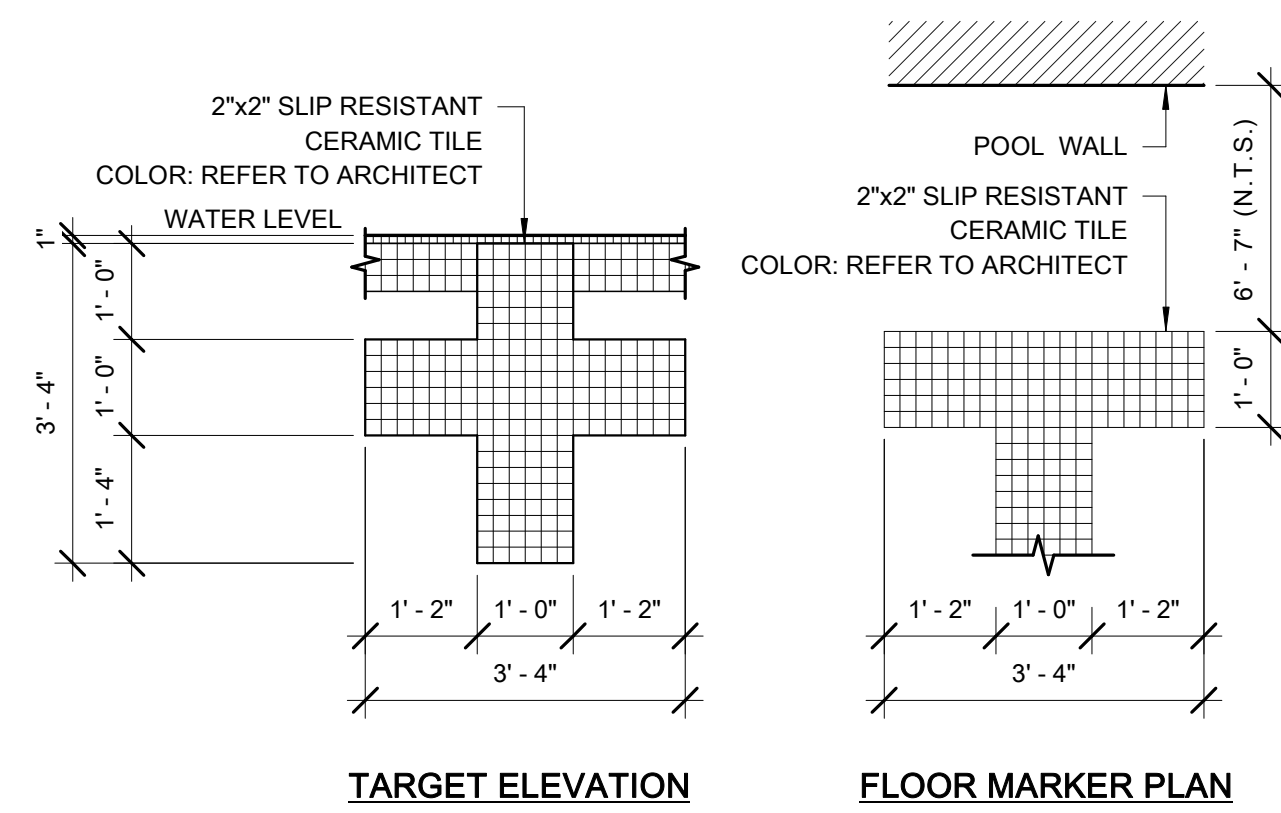 2"x2" SLIP RESISTANT
CERAMIC TILE
COLOR: REFER TO ARCHITECT
WATER LEVEL
1"
1' - 0"
1' - 0"
1' - 4"
3' - 4"
1' - 2"
1' - 0"
1' - 2"
3' - 4"
TARGET ELEVATION
POOL WALL
2"x2" SLIP RESISTANT
CERAMIC TILE
COLOR: REFER TO ARCHITECT
6' - 7" (N.T.S.)
1' - 0"
1' - 2"
1' - 0"
1' - 2"
3' - 4"
FLOOR MARKER PLAN